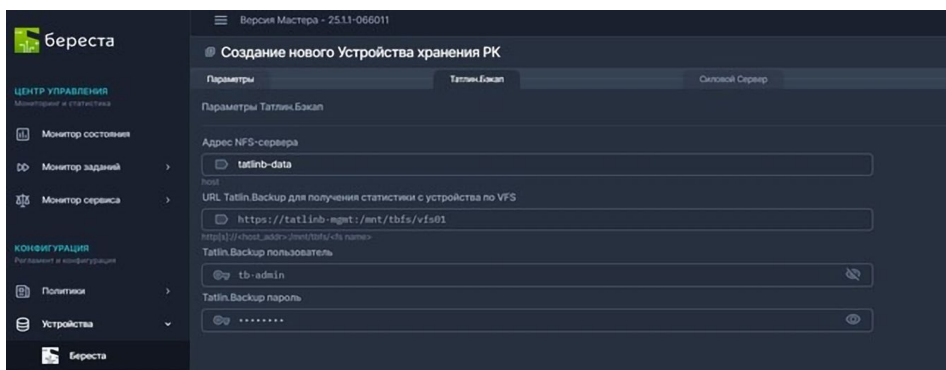 береста
ЦЕНТР УПРАВЛЕНИЯ
Мониторинг и статистика
Монитор состояния
Монитор заданий
Монитор сервиса
КОНФИГУРАЦИЯ
Регламент и конфигурация
Политики
Устройства
Береста
Версия Мастера - 25.1.1-066011
Создание нового Устройства хранения РК
Параметры
Татлин.Бэкап
Силовой Сервер
Параметры Татлин.Бэкап
Адрес NFS-сервера
tatlinb-data
host
URL Tatlin.Backup для получения статистики с устройства по VFS
https://tatlinb-mgmt:/mnt/tbfs/vfs01
http[s]://<host_addr>:/mnt/tbfs/<fs name>
Tatlin.Backup пользователь
tb-admin
Tatlin.Backup пароль
••••••••